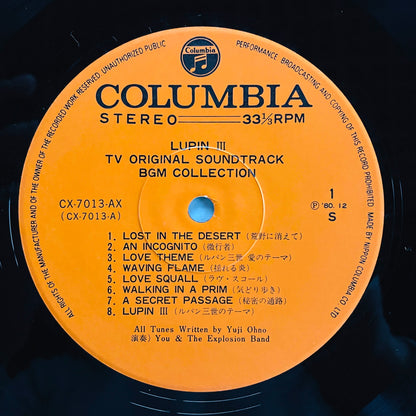 ALL RIGHTS OF THE MANUFACTURER AND OF THE OWNER OF THE RECORDED WORK RESERVED. UNAUTHORIZED PUBLIC PERFORMANCE, BROADCASTING AND COPYING OF THIS RECORD PROHIBITED MADE BY NIPPON COLUMBIA CO. LTD
Columbia
COLUMBIA
STEREO 33⅓RPM
LUPIN III
TV ORIGINAL SOUNDTRACK
BGM COLLECTION
CX-7013-AX
(CX-7013-A)
1
Ⓟ '80. 12
S
1. LOST IN THE DESERT (荒野に消えて)
2. AN INCOGNITO (微行者)
3. LOVE THEME (ルパン三世 愛のテーマ)
4. WAVING FLAME (揺れる炎)
5. LOVE SQUALL (ラヴ・スコール)
6. WALKING IN A PRIM (気どり歩き)
7. A SECRET PASSAGE (秘密の通路)
8. LUPIN III (ルパン三世のテーマ)
All Tunes Written by Yuji Ohno
演奏) You & The Explosion Band